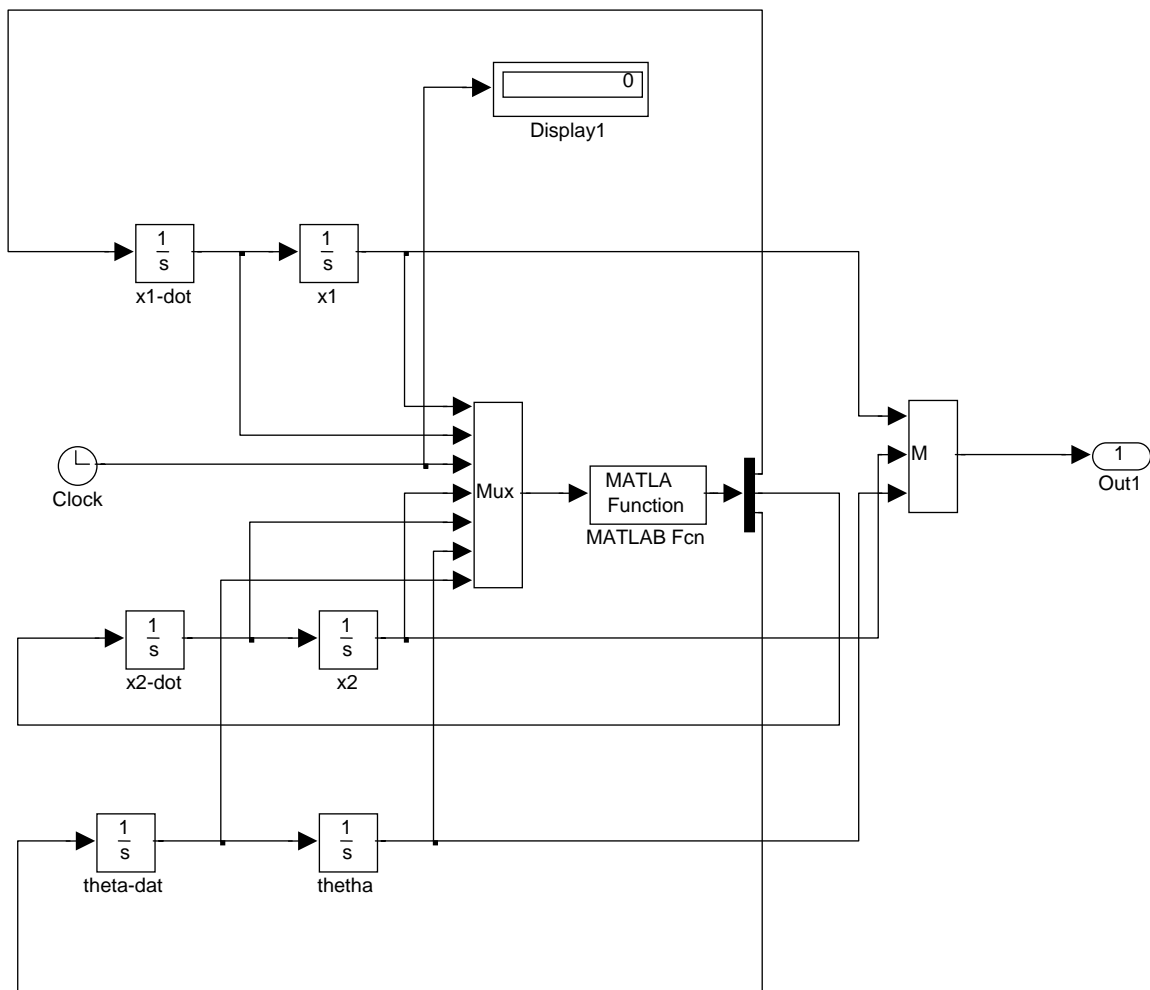 0
Display1
1
s
x1-dot
1
s
x1
Clock
Mux
MATLA
Function
MATLAB Fcn
M
1
Out1
1
s
x2-dot
1
s
x2
1
s
theta-dat
1
s
thetha